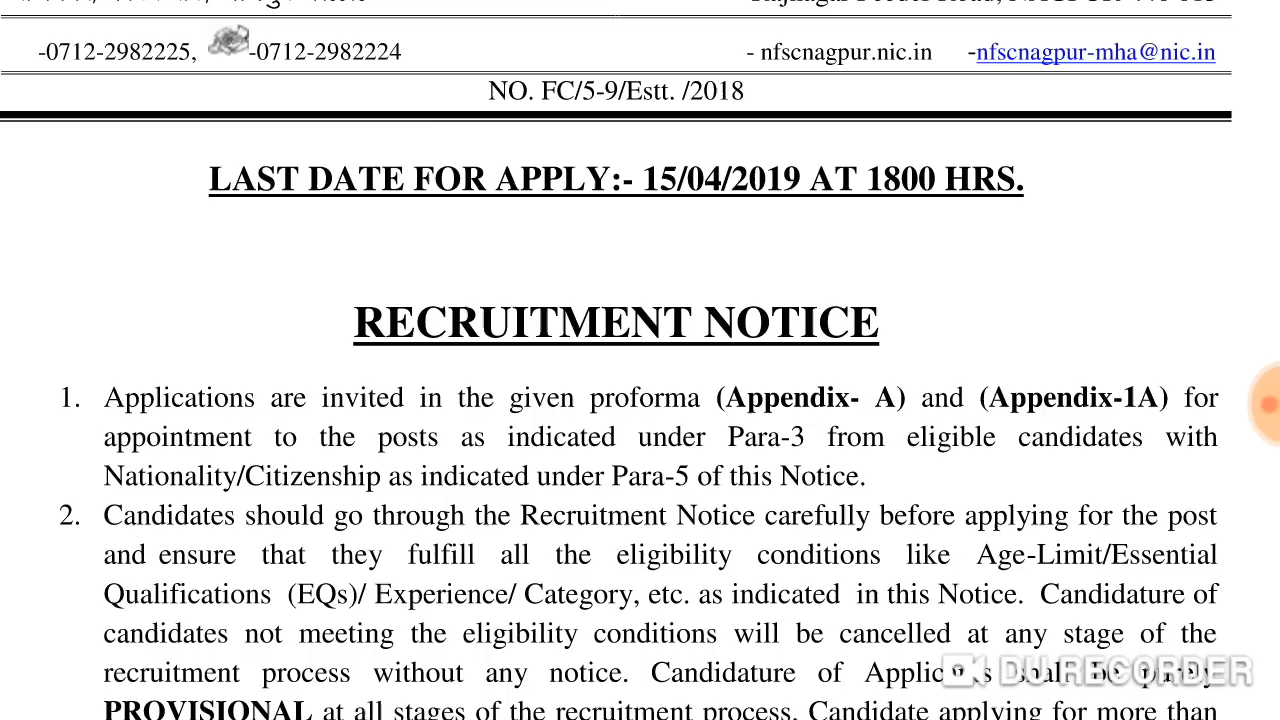 -0712-2982225, -0712-2982224 - nfscnagpur.nic.in -nfscnagpur-mha@nic.in
NO. FC/5-9/Estt. /2018
LAST DATE FOR APPLY:- 15/04/2019 AT 1800 HRS.
RECRUITMENT NOTICE
1. Applications are invited in the given proforma (Appendix- A) and (Appendix-1A) for
appointment to the posts as indicated under Para-3 from eligible candidates with
Nationality/Citizenship as indicated under Para-5 of this Notice.
2. Candidates should go through the Recruitment Notice carefully before applying for the post
and ensure that they fulfill all the eligibility conditions like Age-Limit/Essential
Qualifications (EQs)/ Experience/ Category, etc. as indicated in this Notice. Candidature of
candidates not meeting the eligibility conditions will be cancelled at any stage of the
recruitment process without any notice. Candidature of Applicants shall be purely
DU RECORDER
PROVISIONAL at all stages of the recruitment process. Candidate applying for more than